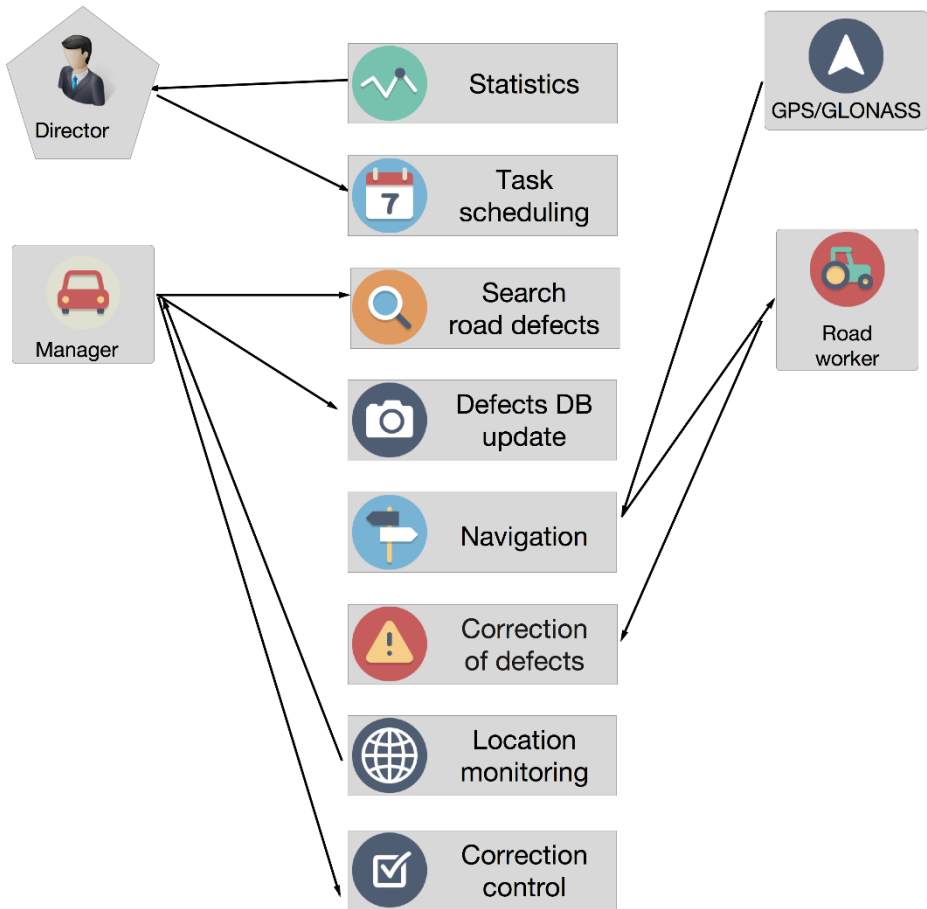 Director
Statistics
GPS/GLONASS
Task
scheduling
7
Manager
Search
road defects
Road
worker
Defects DB
update
Navigation
Correction
of defects
Location
monitoring
Correction
control